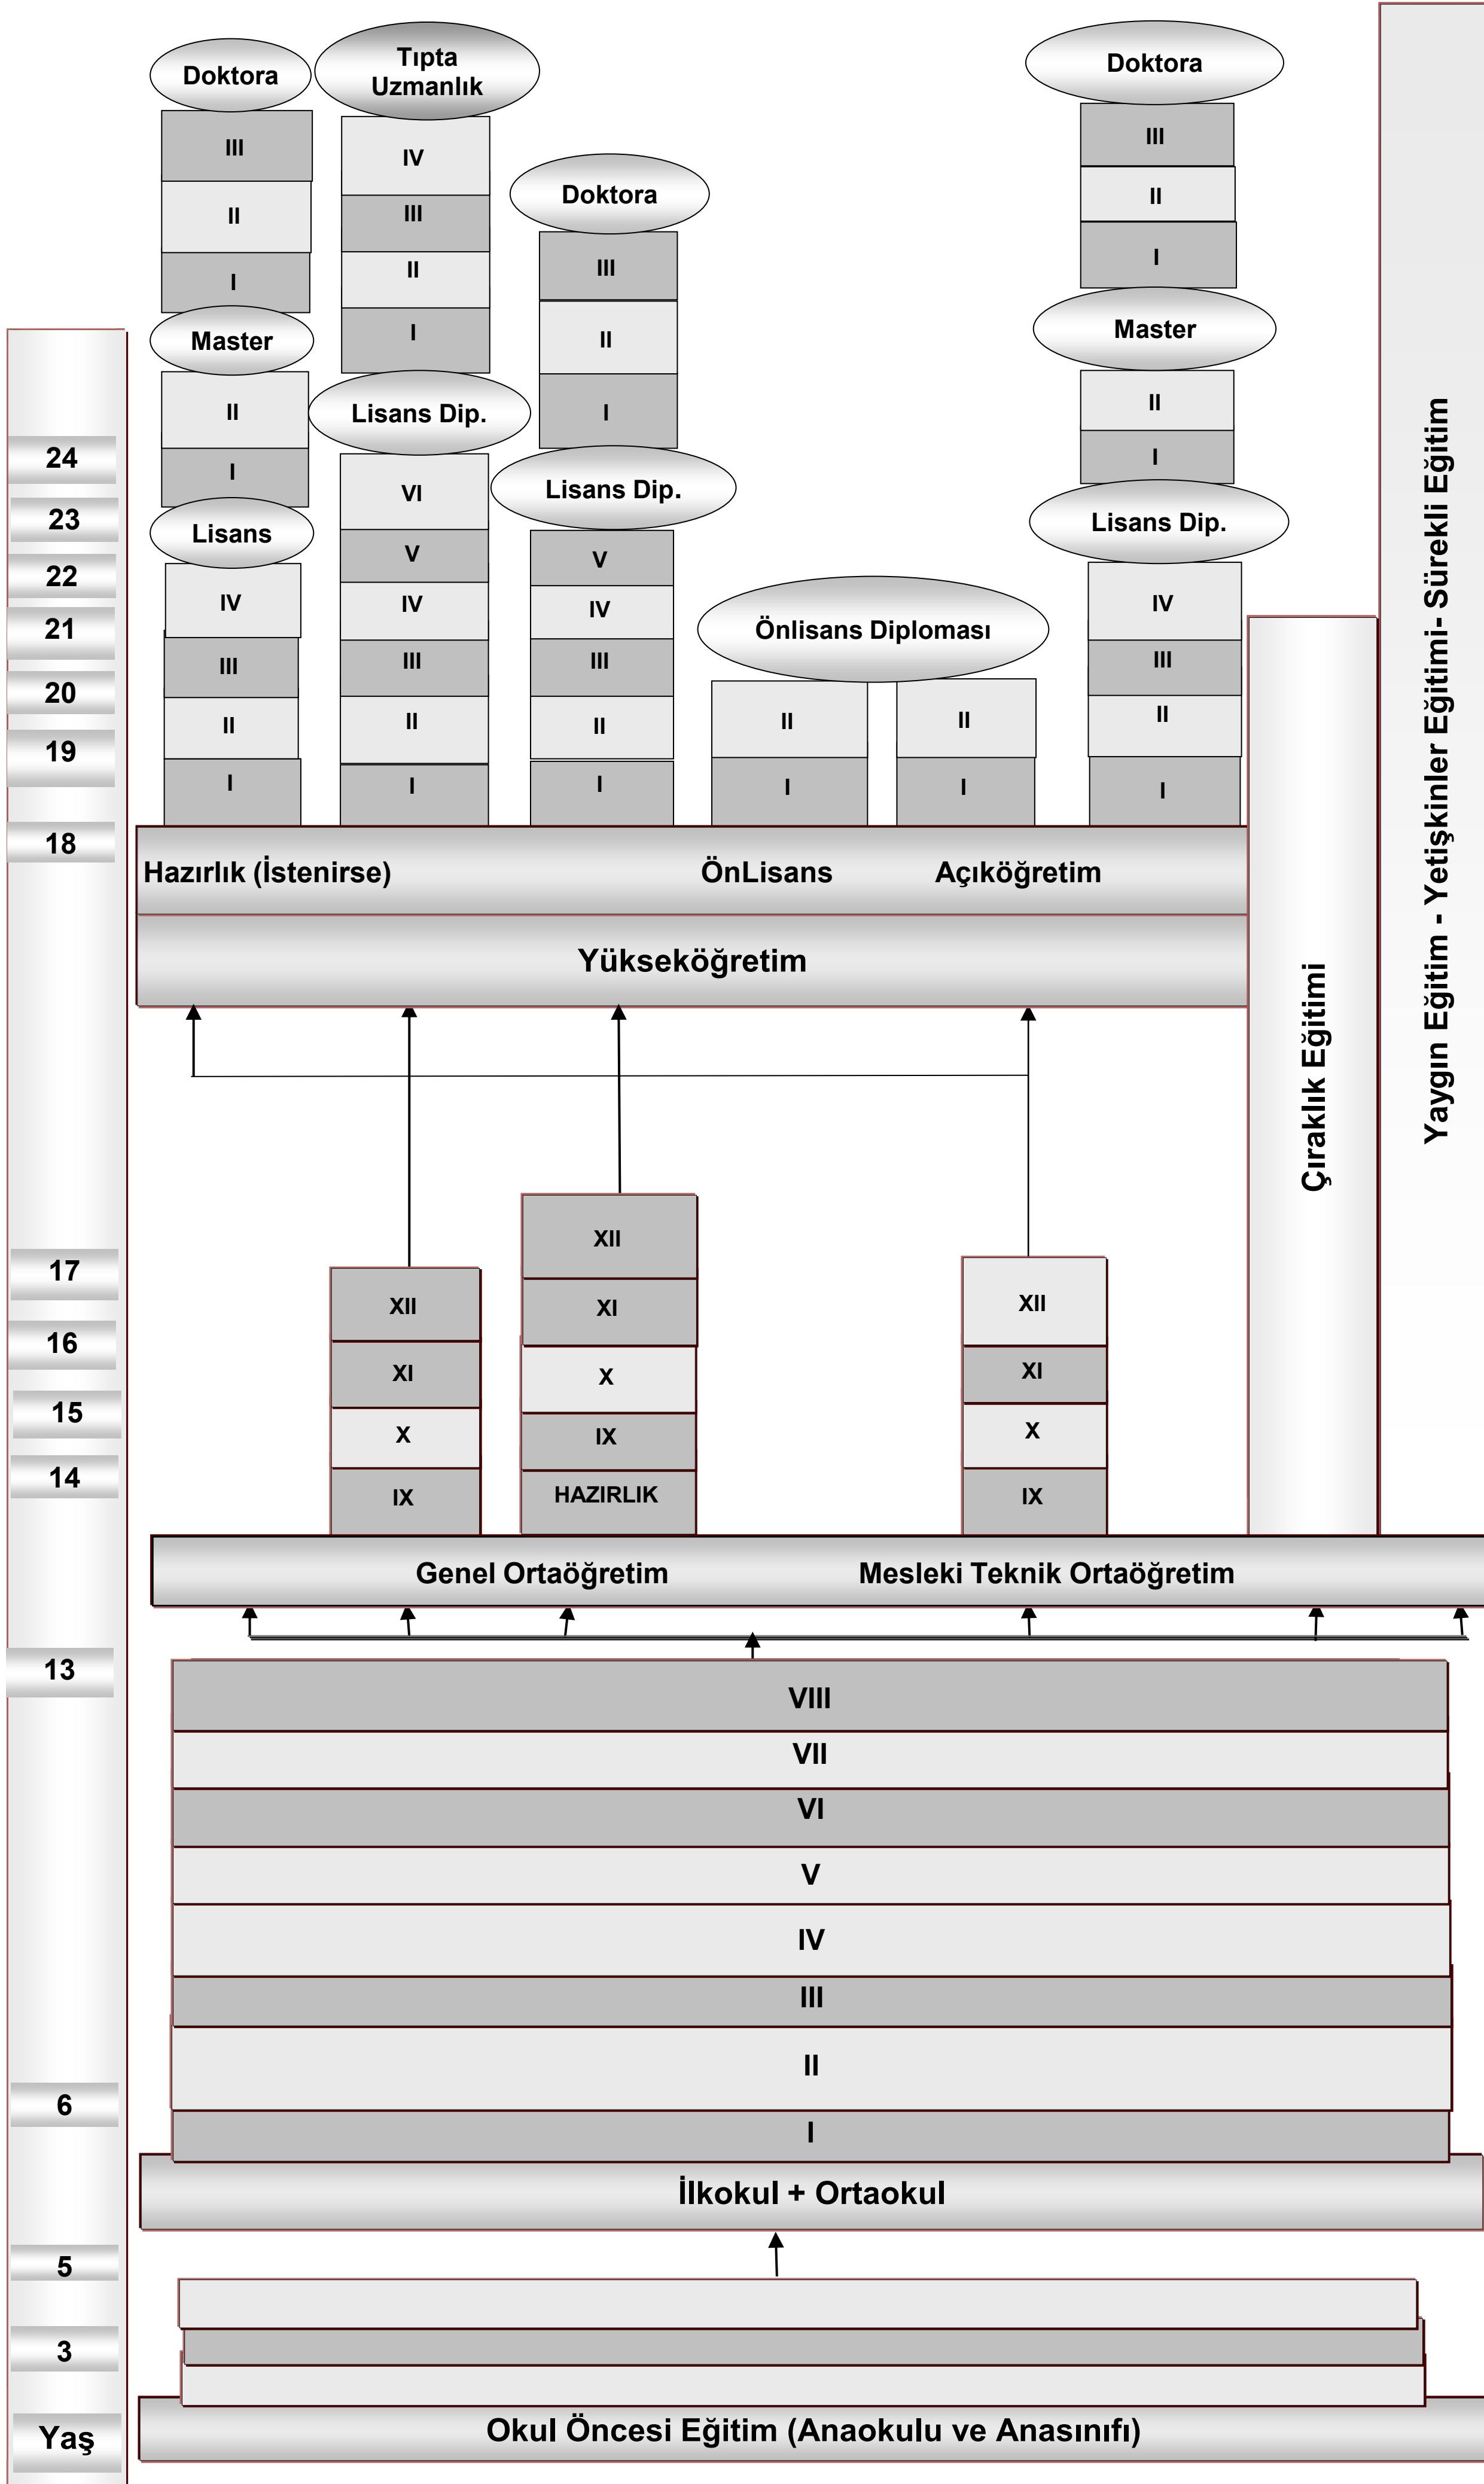 Doktora
Tıpta
Uzmanlık
Doktora
III
IV
III
II
III
II
Doktora
I
II
III
I
Master
I
II
Master
II
Lisans Dip.
I
II
I
Lisans Dip.
I
Lisans
VI
Lisans Dip.
V
V
IV
IV
IV
IV
Önlisans Diploması
III
III
III
III
II
II
II
II
II
II
I
I
I
I
I
I
24
23
22
21
20
19
18
Hazırlık (İstenirse)
ÖnLisans
Açıköğretim
Yükseköğretim
Çıraklık Eğitimi
Yaygın Eğitim - Yetişkinler Eğitimi- Sürekli Eğitim
17
16
15
14
XII
XI
X
IX
XII
XI
X
IX
HAZIRLIK
XII
XI
X
IX
Genel Ortaöğretim
Mesleki Teknik Ortaöğretim
13
VIII
VII
VI
V
IV
III
II
6
I
İlkokul + Ortaokul
5
3
Yaş
Okul Öncesi Eğitim (Anaokulu ve Anasınıfı)